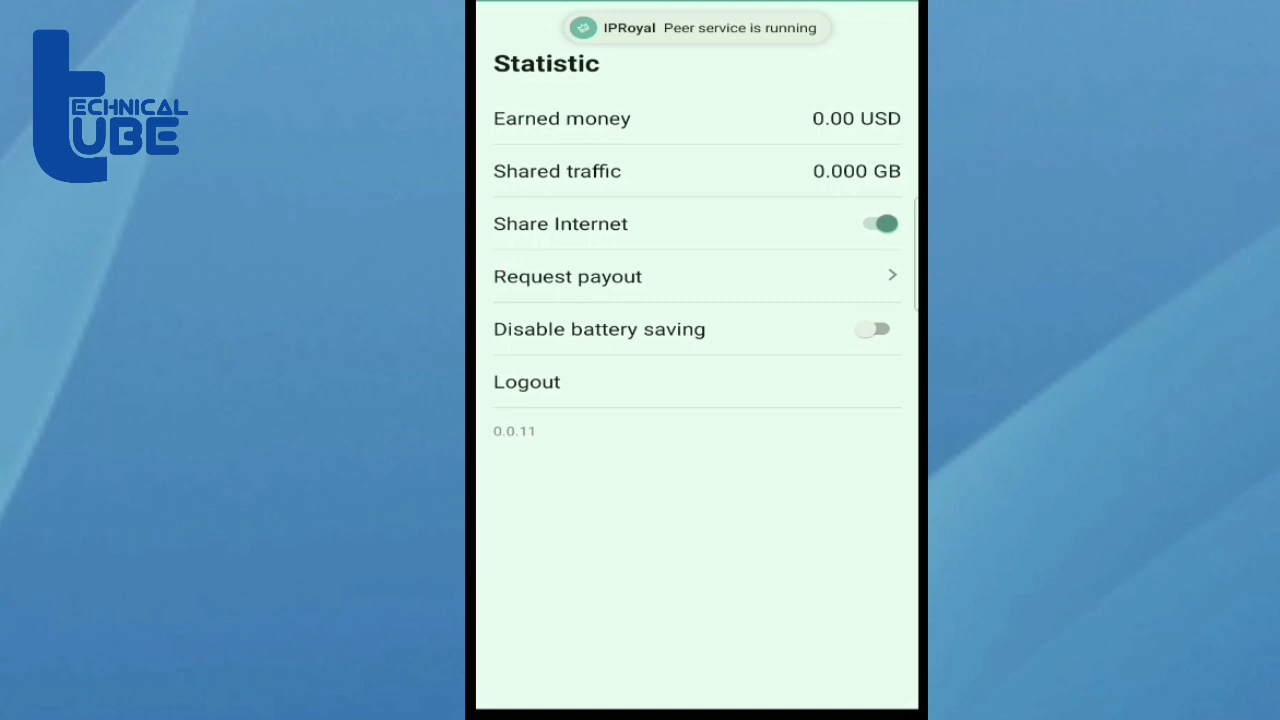 TECHNICAL
TUBE
IPRoyal Peer service is running
Statistic
Earned money 0.00 USD
Shared traffic 0.000 GB
Share Internet
Request payout
Disable battery saving
Logout
0.0.11